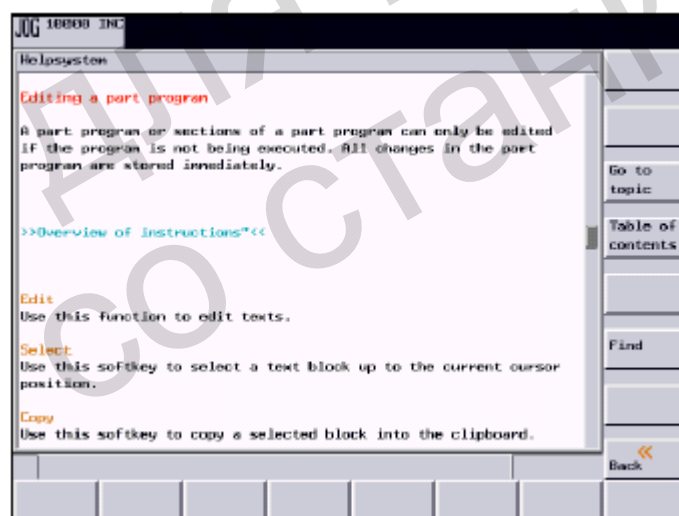 JOG 10000 INC
Helpsystem
Editing a part program
A part program or sections of a part program can only be edited
if the program is not being executed. All changes in the part
program are stored immediately.
Go to
topic
>>Overview of instructions"<<
Table of
contents
Edit
Use this function to edit texts.
Select
Use this softkey to select a text block up to the current cursor
position.
Find
Copy
Use this softkey to copy a selected block into the clipboard.
Back
«
со стан